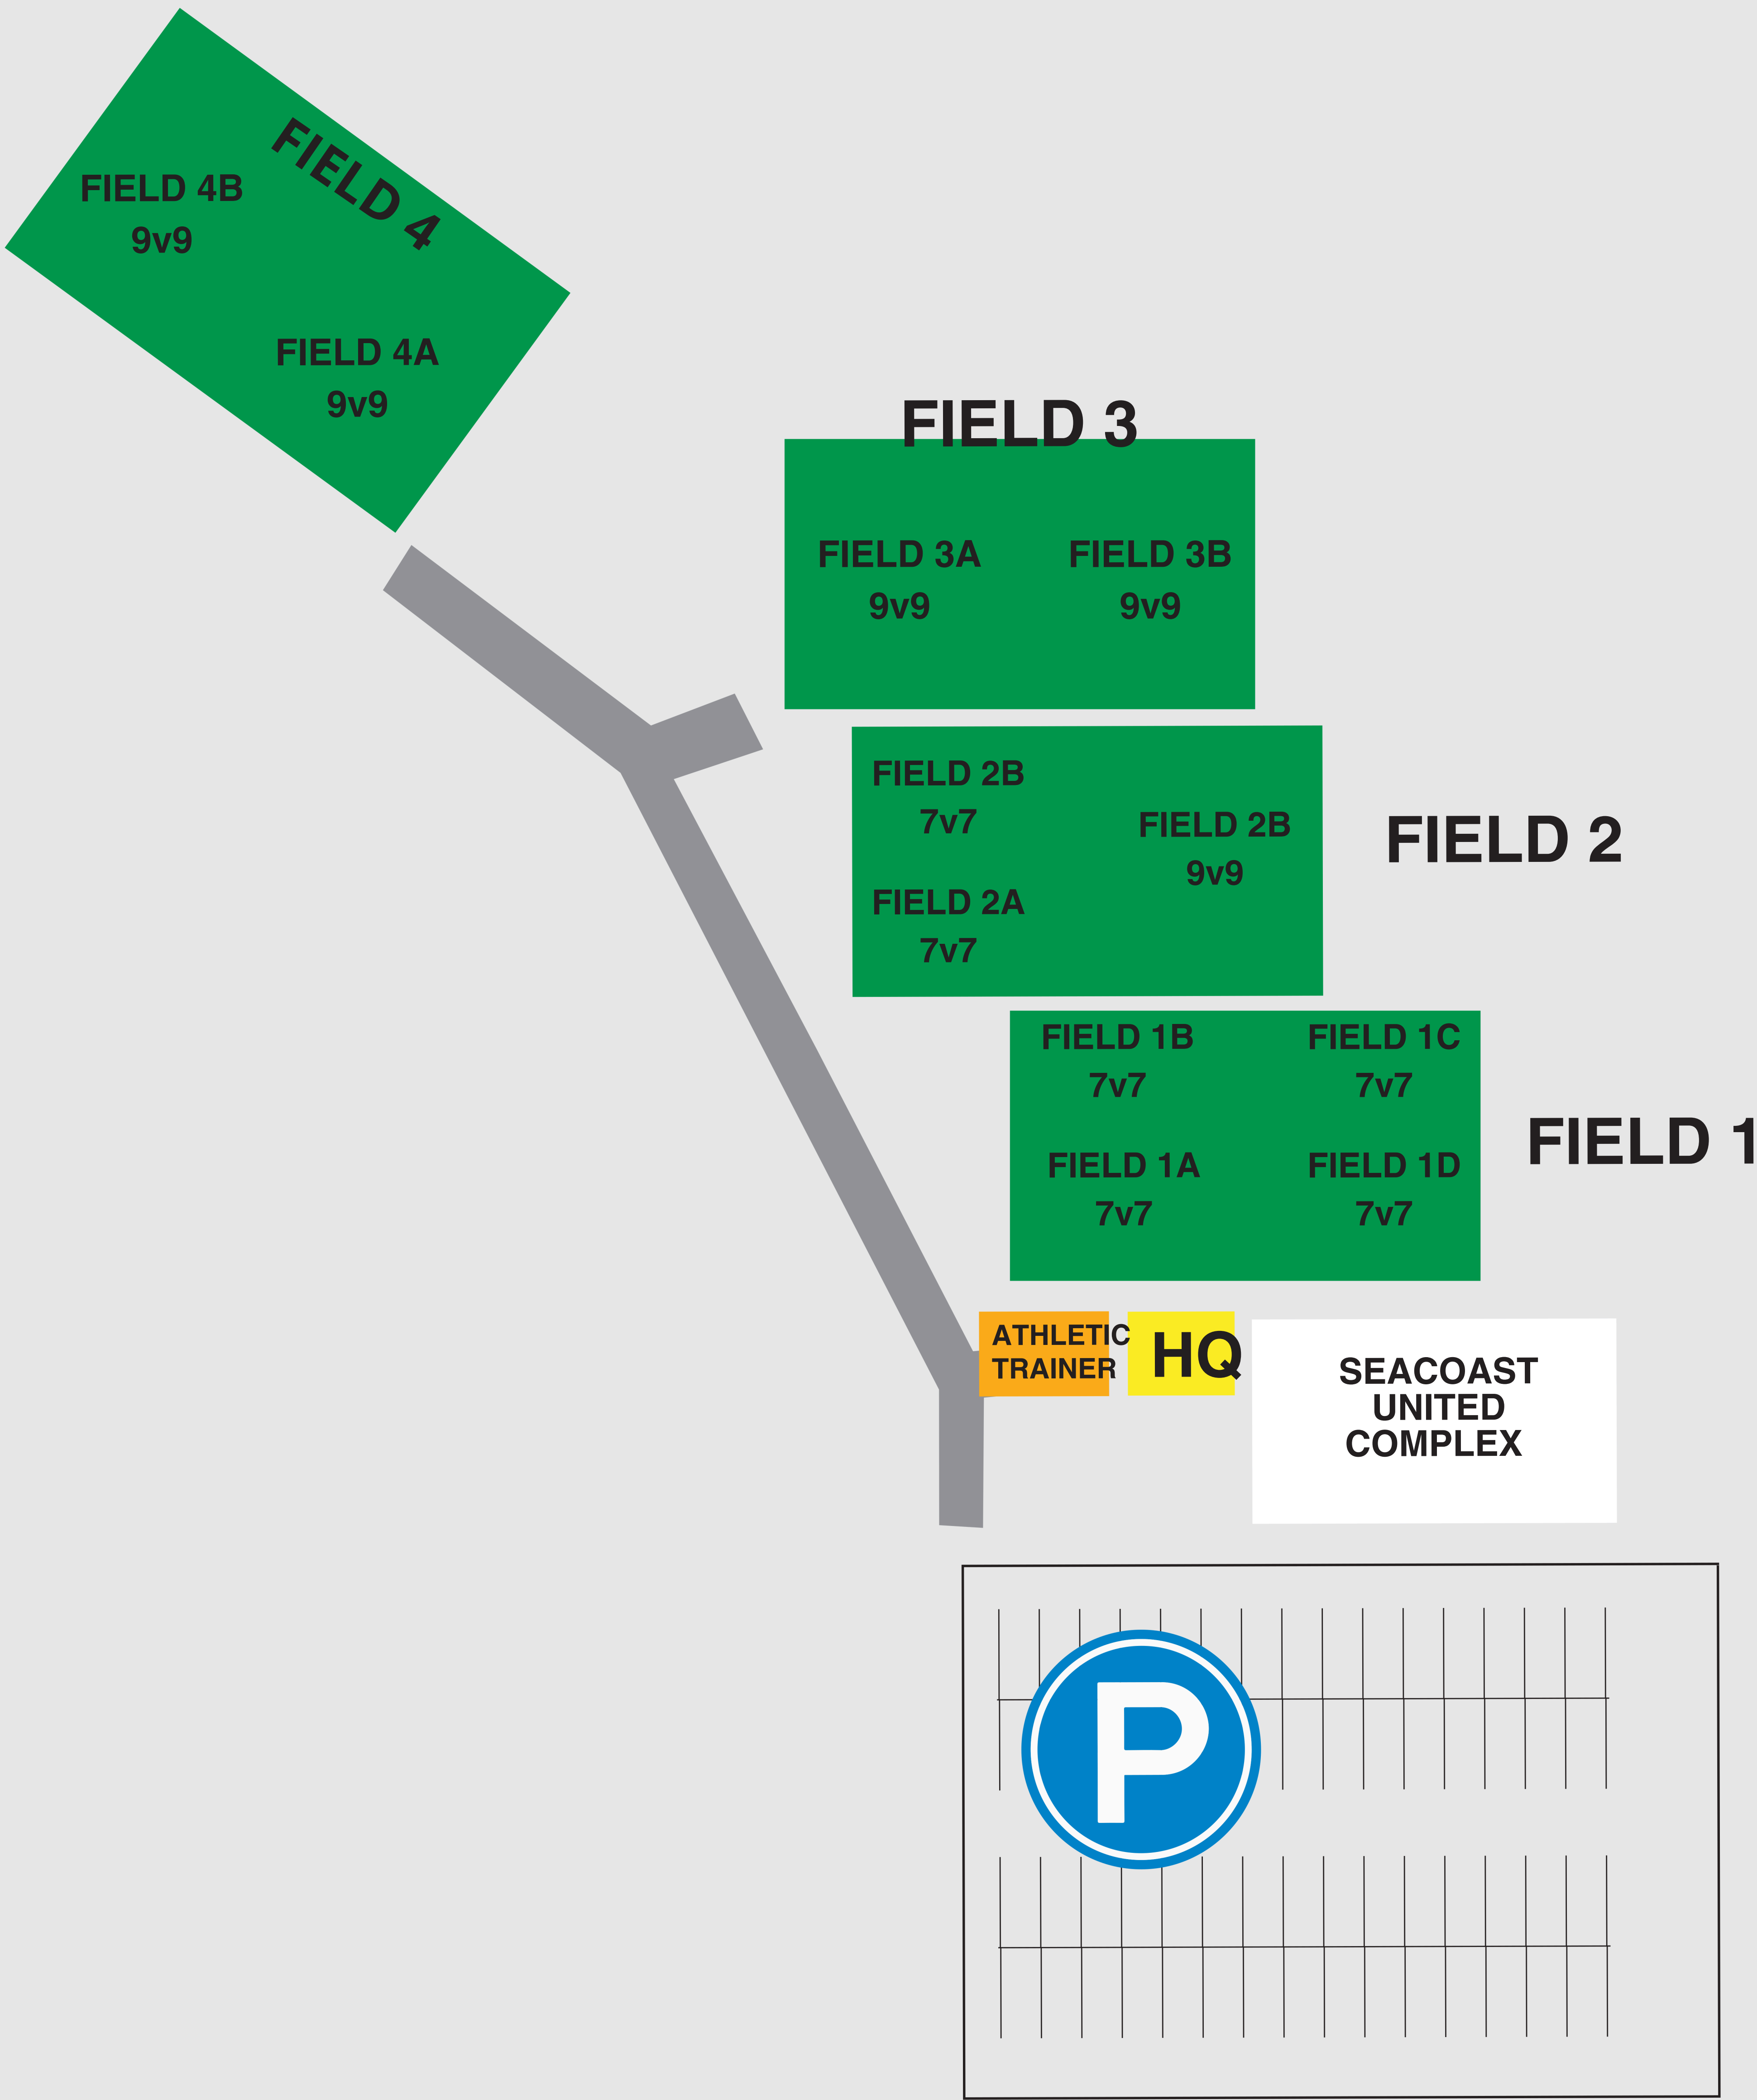 FIELD 4
FIELD 4B
9v9
FIELD 4A
9v9
FIELD 3
FIELD 3A
9v9
FIELD 3B
9v9
FIELD 2B
7v7
FIELD 2B
9v9
FIELD 2A
7v7
FIELD 2
FIELD 1B
7v7
FIELD 1C
7v7
FIELD 1A
7v7
FIELD 1D
7v7
FIELD 1
ATHLETIC
TRAINER
HQ
SEACOAST
UNITED
COMPLEX
P